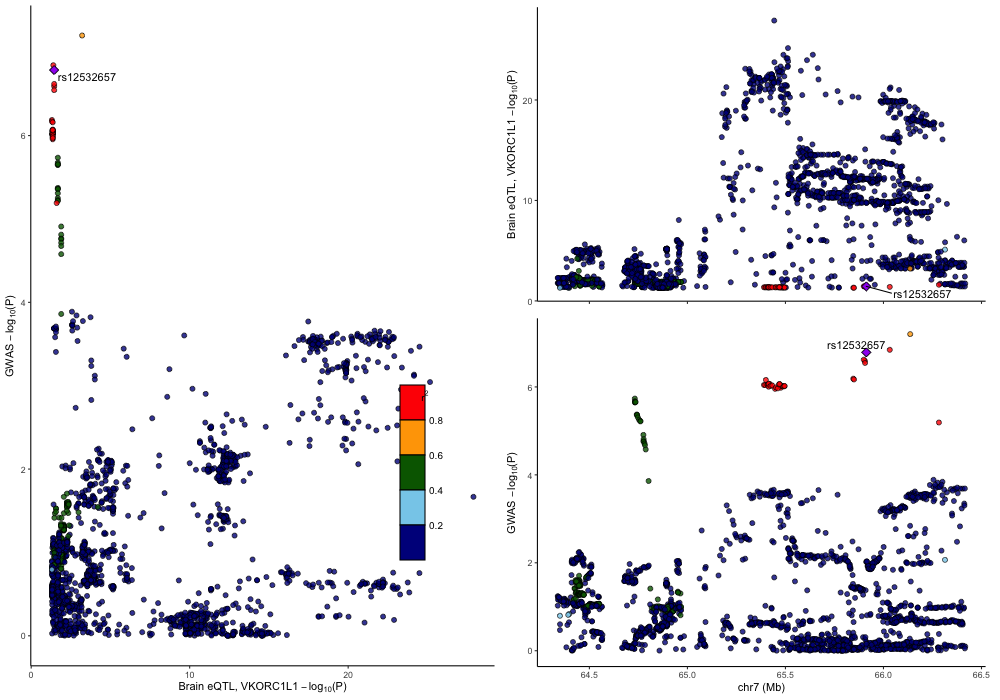 GWAS −log10(P)
6
4
2
0
rs12532657
r2
0.8
0.6
0.4
0.2
0
10
20
Brain eQTL, VKORC1L1 −log10(P)
Brain eQTL, VKORC1L1 −log10(P)
20
10
0
rs12532657
GWAS −log10(P)
6
4
2
0
rs12532657
64.5
65.0
65.5
66.0
66.5
chr7 (Mb)